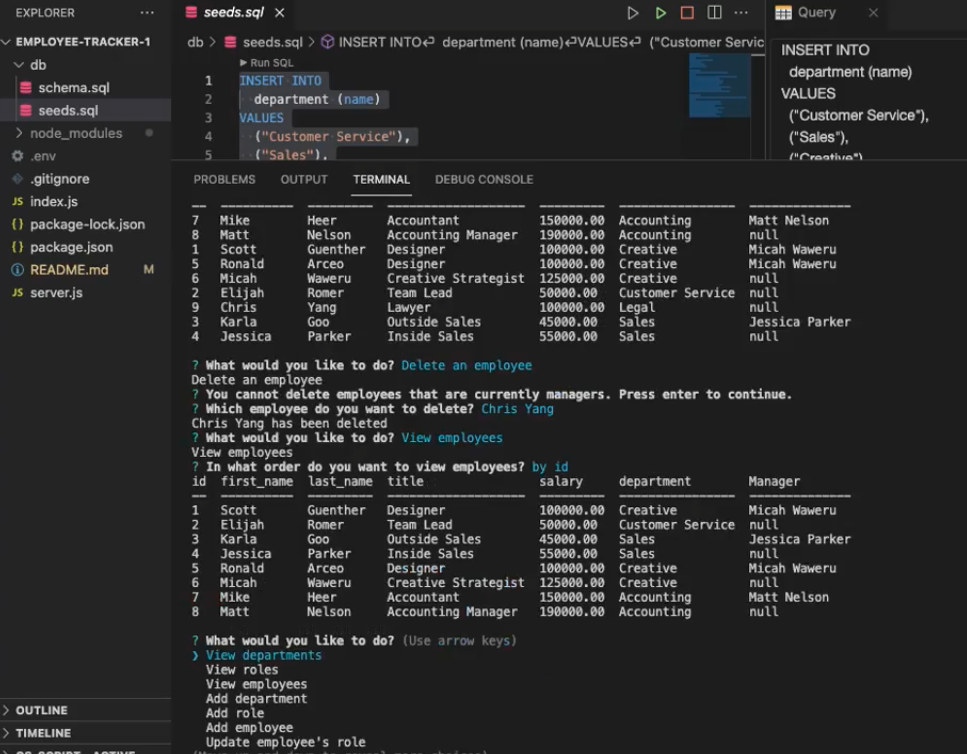 EXPLORER ...
EMPLOYEE-TRACKER-1
db
schema.sql
seeds.sql
node_modules
.env
.gitignore
JS index.js
{} package-lock.json
{} package.json
README.md M
JS server.js
OUTLINE
TIMELINE
seeds.sql
db > seeds.sql > INSERT INTO↵ department (name)↵VALUES↵ ("Customer Servic
Run SQL
1 INSERT INTO
2 department (name)
3 VALUES
4 ("Customer Service"),
5 ("Sales"),
Query
INSERT INTO
department (name)
VALUES
("Customer Service"),
("Sales"),
("Creative")
PROBLEMS OUTPUT TERMINAL DEBUG CONSOLE
7 Mike Heer Accountant 150000.00 Accounting Matt Nelson
8 Matt Nelson Accounting Manager 190000.00 Accounting null
1 Scott Guenther Designer 100000.00 Creative Micah Waweru
5 Ronald Arceo Designer 100000.00 Creative Micah Waweru
6 Micah Waweru Creative Strategist 125000.00 Creative null
2 Elijah Romer Team Lead 50000.00 Customer Service null
9 Chris Yang Lawyer 100000.00 Legal null
3 Karla Goo Outside Sales 45000.00 Sales Jessica Parker
4 Jessica Parker Inside Sales 55000.00 Sales null
? What would you like to do? Delete an employee
Delete an employee
? You cannot delete employees that are currently managers. Press enter to continue.
? Which employee do you want to delete? Chris Yang
Chris Yang has been deleted
? What would you like to do? View employees
View employees
? In what order do you want to view employees? by id
id first_name last_name title salary department Manager
1 Scott Guenther Designer 100000.00 Creative Micah Waweru
2 Elijah Romer Team Lead 50000.00 Customer Service null
3 Karla Goo Outside Sales 45000.00 Sales Jessica Parker
4 Jessica Parker Inside Sales 55000.00 Sales null
5 Ronald Arceo Designer 100000.00 Creative Micah Waweru
6 Micah Waweru Creative Strategist 125000.00 Creative null
7 Mike Heer Accountant 150000.00 Accounting Matt Nelson
8 Matt Nelson Accounting Manager 190000.00 Accounting null
? What would you like to do? (Use arrow keys)
❯ View departments
View roles
View employees
Add department
Add role
Add employee
Update employee's role